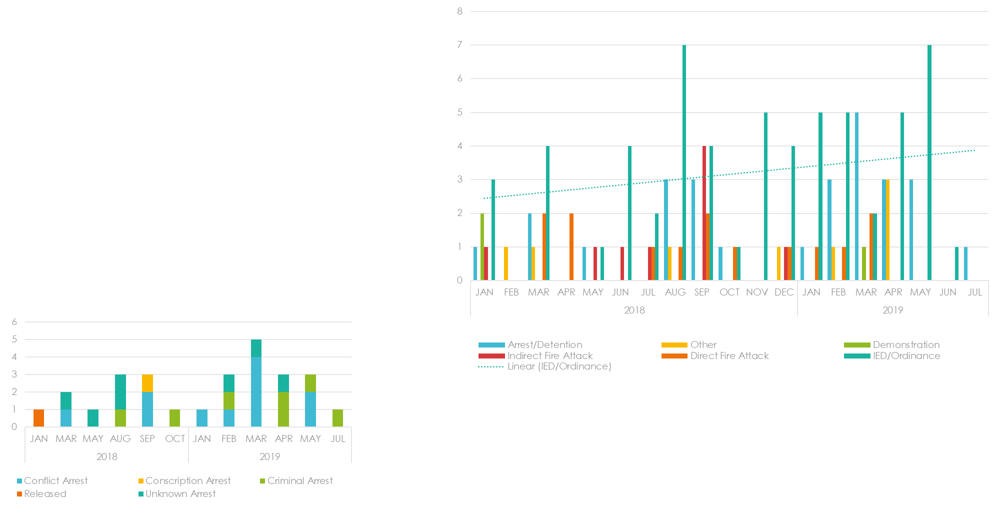 8
7
6
5
4
3
2
1
0
JAN FEB MAR APR MAY JUN JUL AUG SEP OCT NOV DEC JAN FEB MAR APR MAY JUN JUL
2018 2019
Arrest/Detention Other Demonstration
Indirect Fire Attack Direct Fire Attack IED/Ordinance
Linear (IED/Ordinance)
6
5
4
3
2
1
0
JAN MAR MAY AUG SEP OCT JAN FEB MAR APR MAY JUL
2018 2019
Conflict Arrest Conscription Arrest Criminal Arrest
Released Unknown Arrest